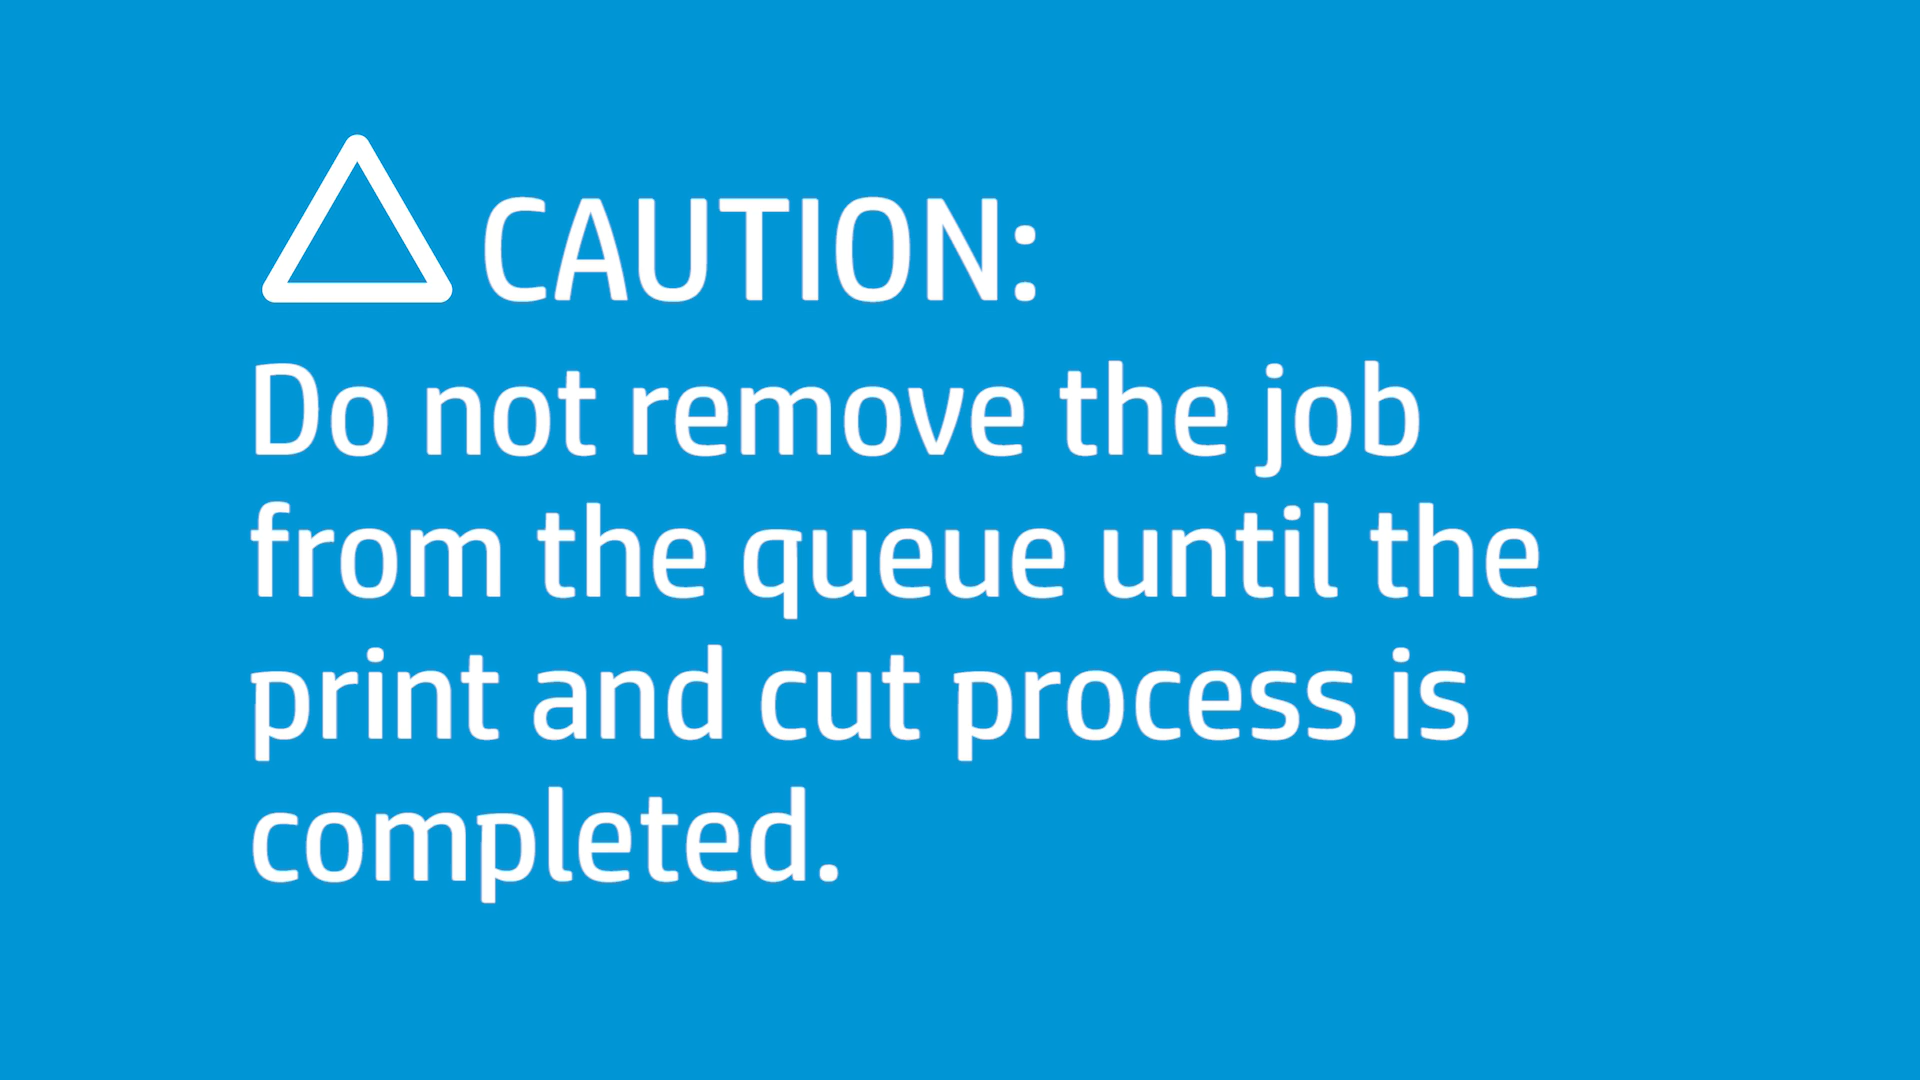 CAUTION:
Do not remove the job
from the queue until the
print and cut process is
completed.